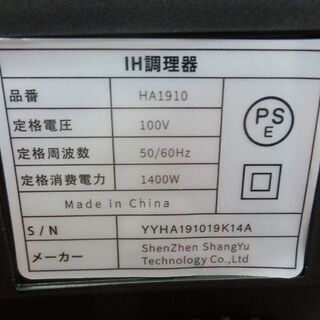 IH調理器
品番 HA1910
定格電圧 100V
定格周波数 50/60Hz
定格消費電力 1400W
Made in China
S/N YYHA191019K14A
メーカー ShenZhen ShangYu
Technology Co.,Ltd
PS
E